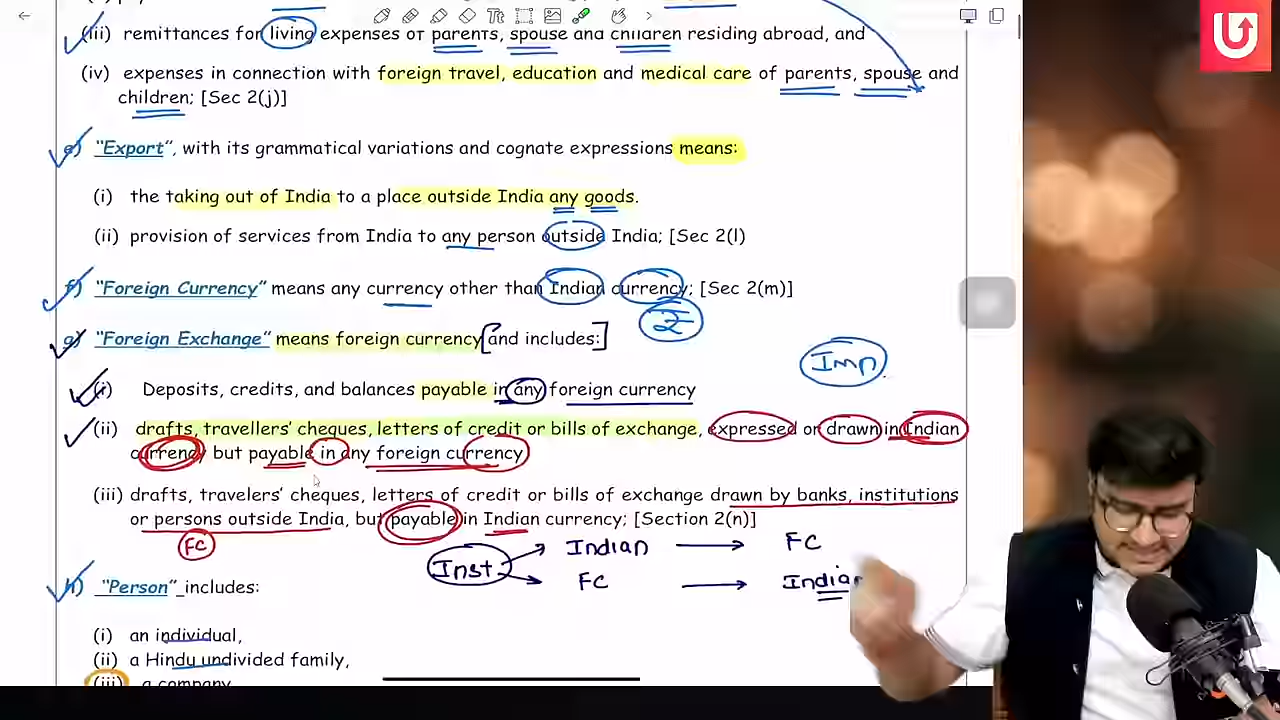 (iii) remittances for living expenses of parents, spouse and children residing abroad, and
(iv) expenses in connection with foreign travel, education and medical care of parents, spouse and
children; [Sec 2(j)]
e) "Export", with its grammatical variations and cognate expressions means:
(i) the taking out of India to a place outside India any goods.
(ii) provision of services from India to any person outside India; [Sec 2(l)
f) "Foreign Currency" means any currency other than Indian currency; [Sec 2(m)]
g) "Foreign Exchange" means foreign currency [and includes:]
Imp
(i) Deposits, credits, and balances payable in any foreign currency
(ii) drafts, travellers' cheques, letters of credit or bills of exchange, expressed or drawn in Indian
currency but payable in any foreign currency
(iii) drafts, travelers' cheques, letters of credit or bills of exchange drawn by banks, institutions
or persons outside India, but payable in Indian currency; [Section 2(n)]
FC
Inst → Indian → FC
→ FC → Indian
h) "Person" includes:
(i) an individual,
(ii) a Hindu undivided family,
(iii) a company